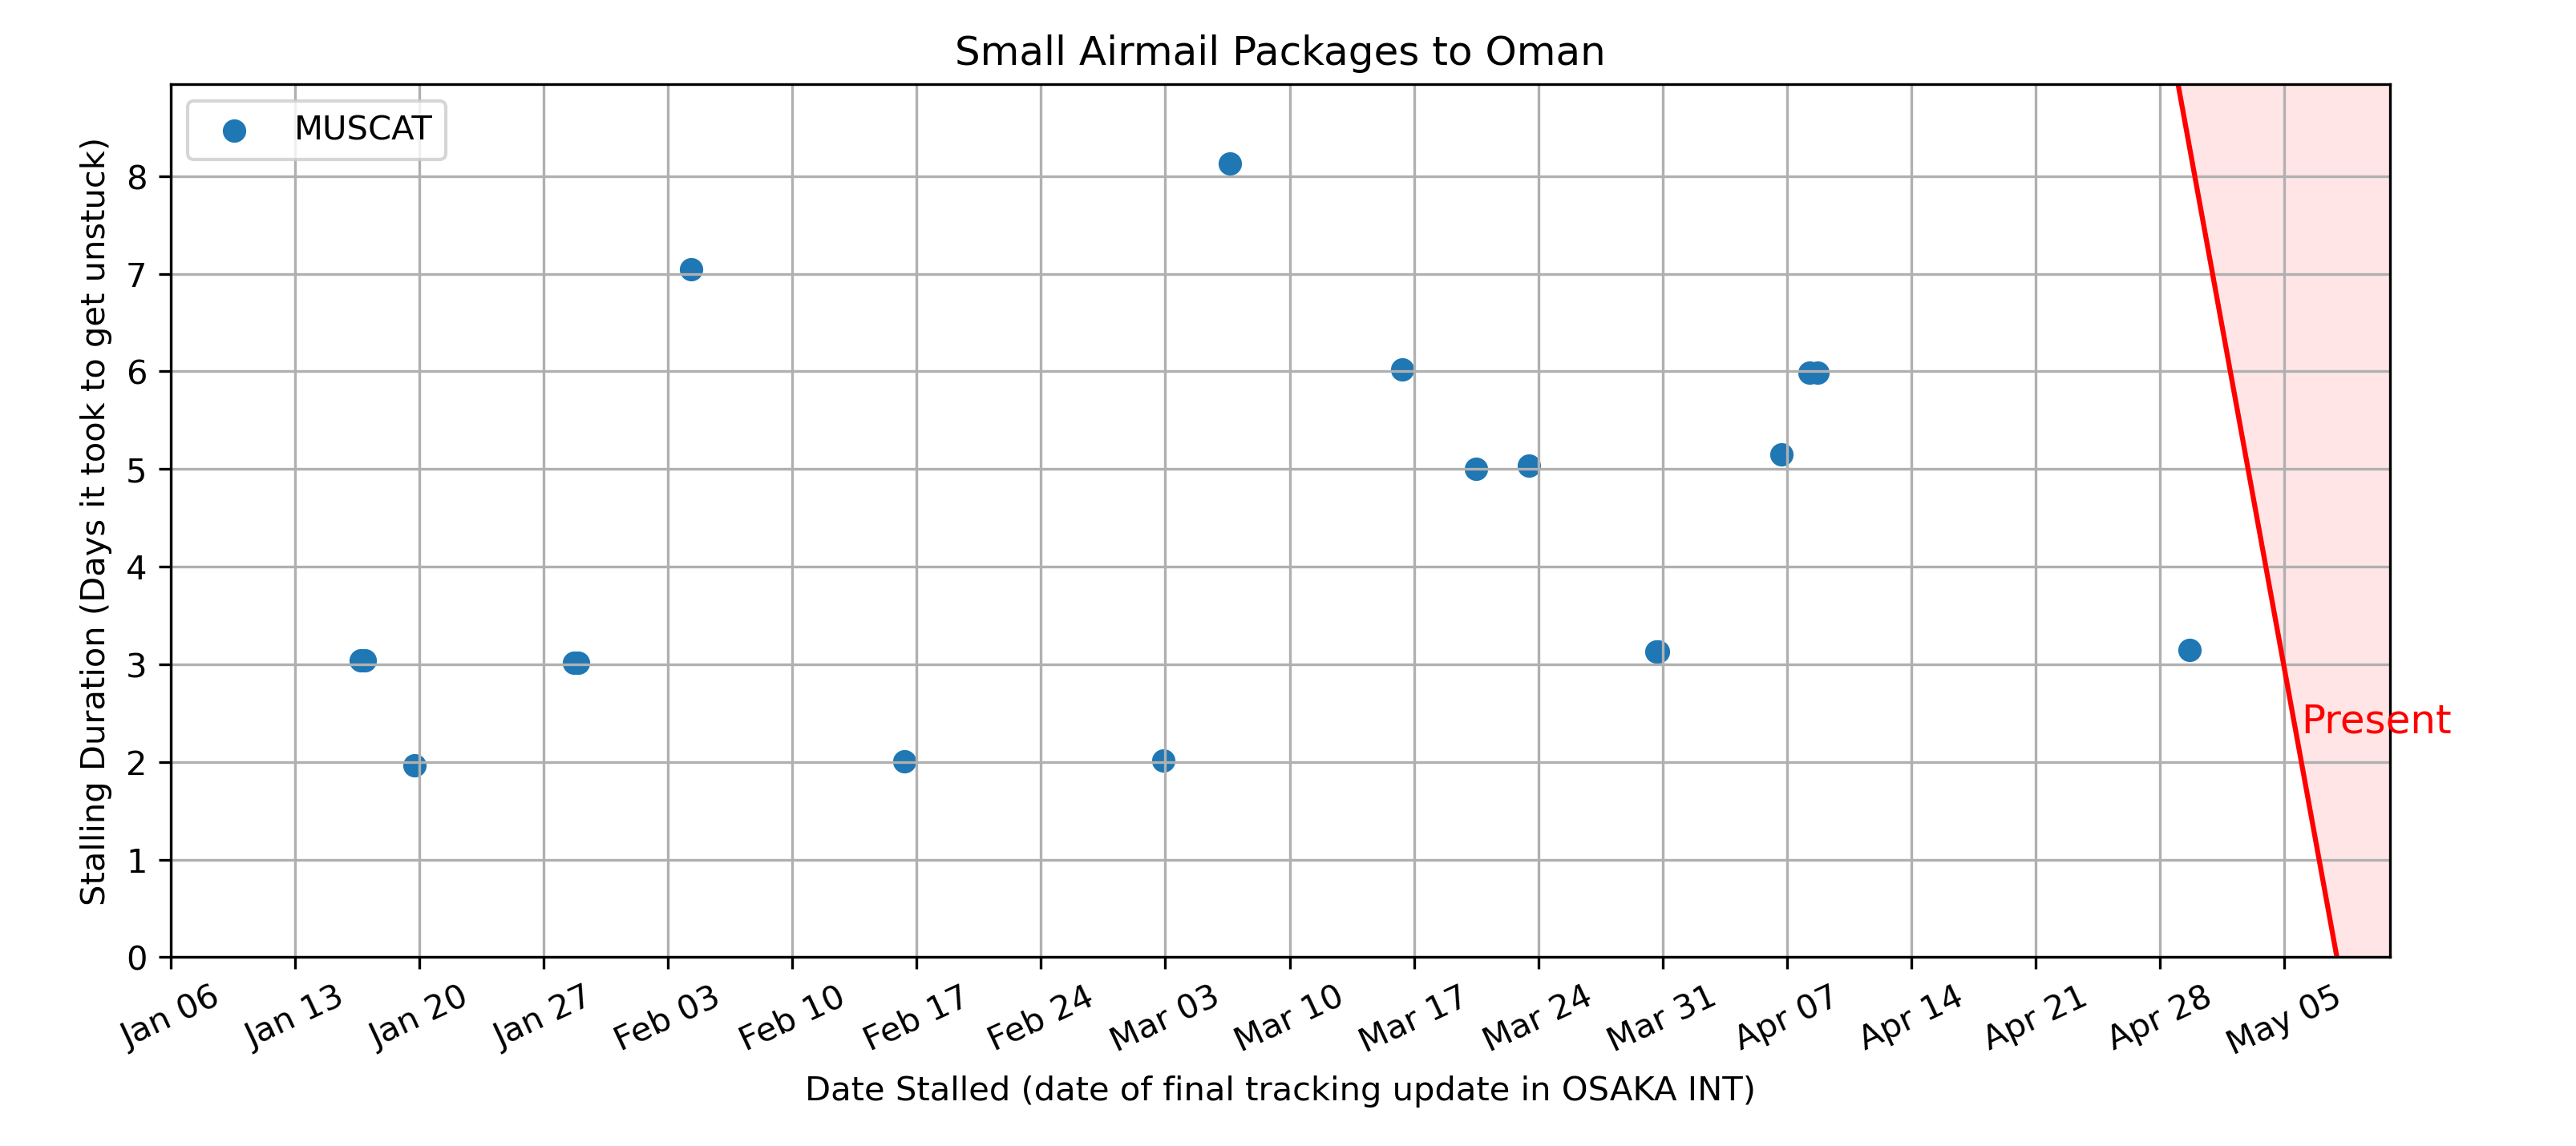 Small Airmail Packages to Oman
MUSCAT
Stalling Duration (Days it took to get unstuck)
8
7
6
5
4
3
2
1
0
Present
Jan 06 Jan 13 Jan 20 Jan 27 Feb 03 Feb 10 Feb 17 Feb 24 Mar 03 Mar 10 Mar 17 Mar 24 Mar 31 Apr 07 Apr 14 Apr 21 Apr 28 May 05
Date Stalled (date of final tracking update in OSAKA INT)